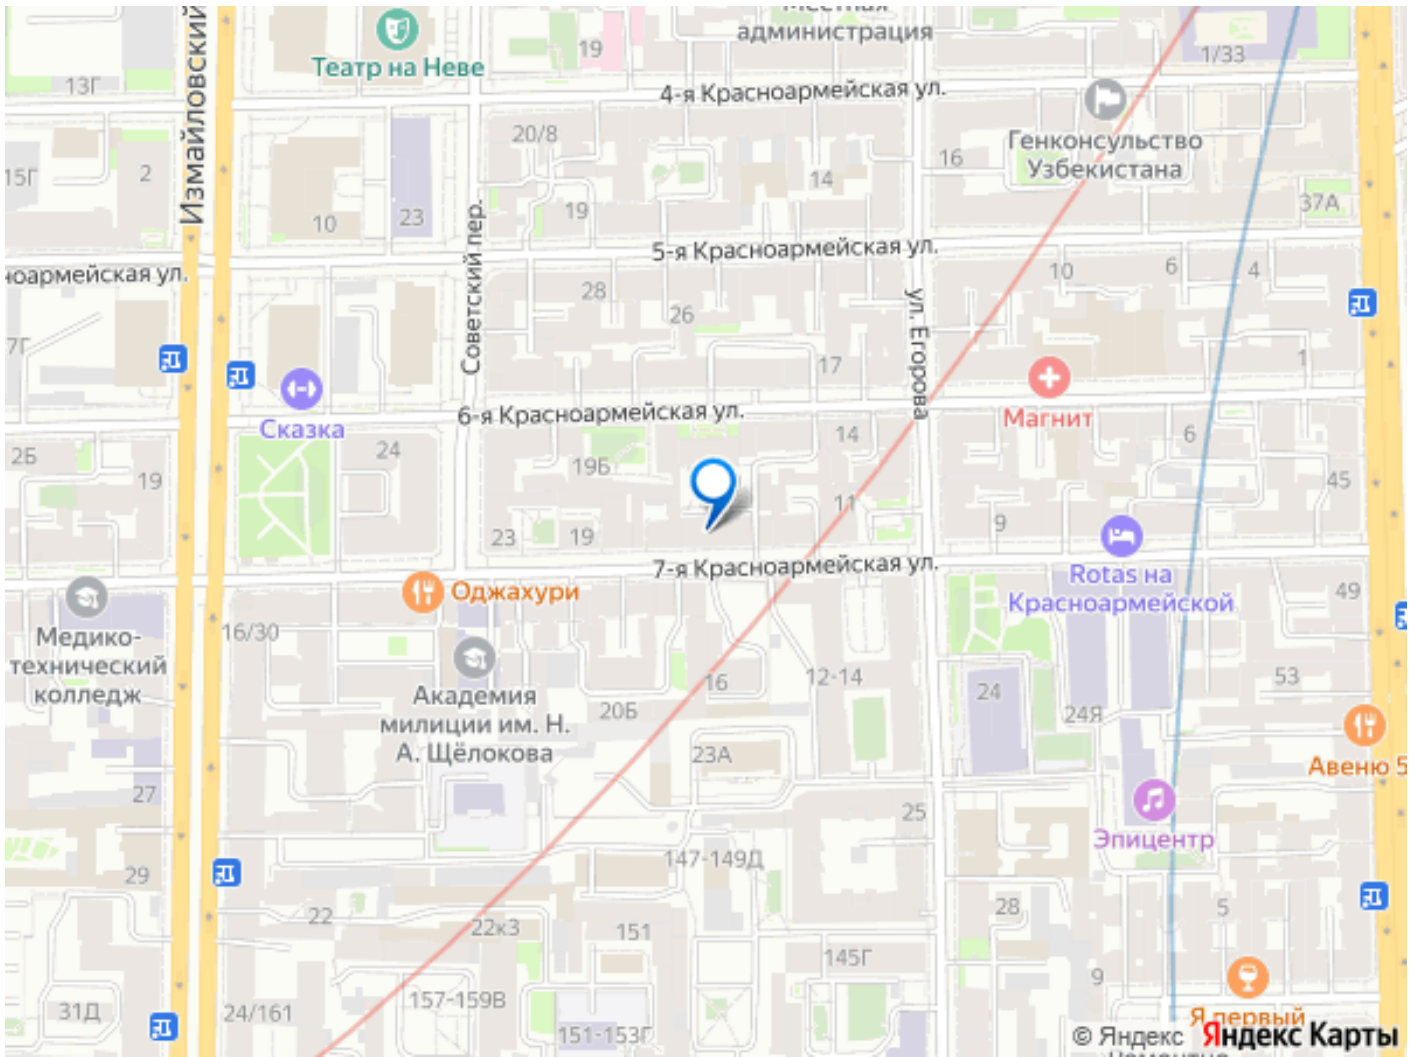 Местная
администрация
Театр на Неве
19
1/33
13Г
4-я Красноармейская ул.
Измайловский
Генконсульство
Узбекистана
20/8
16
15Г
2
14
37А
10
23
19
Советский пер.
5-я Красноармейская ул.
ноармейская ул.
10
6
4
28
26
ул. Егорова
7Г
17
1
Сказка
6-я Красноармейская ул.
Магнит
2Б
19
24
19Б
14
6
45
11
23
19
9
7-я Красноармейская ул.
Rotas на
Красноармейской
Оджахури
49
Медико-
технический
колледж
16/30
Академия
милиции им. Н.
А. Щёлокова
20Б
16
12-14
24
24Я
53
23А
Авеню 5
27
25
Эпицентр
147-149Д
29
22
22к3
151
28
5
145Г
9
31Д
24/161
157-159В
151-153Г
Я первый
© Яндекс Яндекс Карты